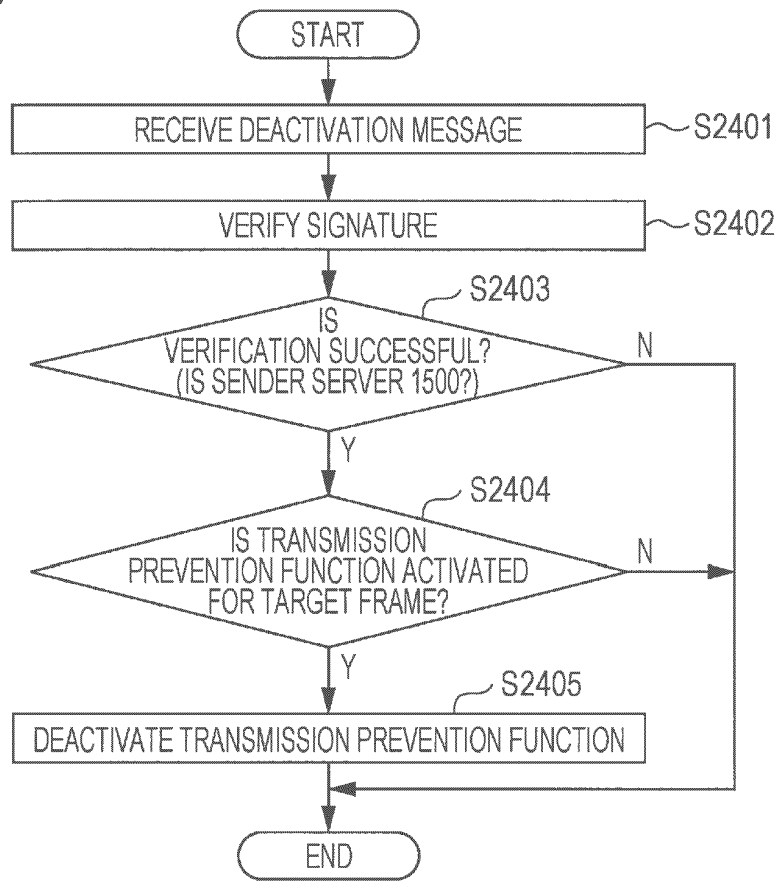 START
RECEIVE DEACTIVATION MESSAGE
S2401
VERIFY SIGNATURE
S2402
S2403
IS
VERIFICATION SUCCESSFUL?
(IS SENDER SERVER 1500?)
N
Y
S2404
IS TRANSMISSION
PREVENTION FUNCTION ACTIVATED
FOR TARGET FRAME?
N
Y
S2405
DEACTIVATE TRANSMISSION PREVENTION FUNCTION
END